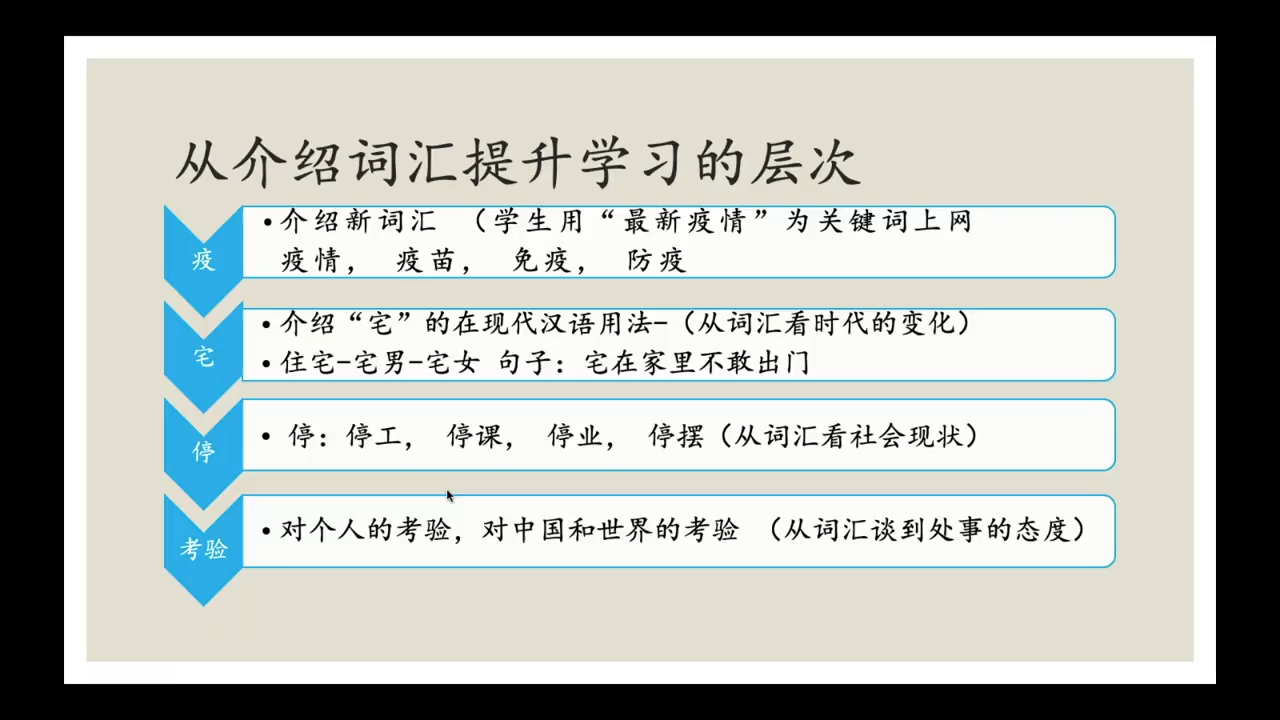 从介绍词汇提升学习的层次
疫
•介绍新词汇 （学生用“最新疫情”为关键词上网
疫情， 疫苗， 免疫， 防疫
宅
•介绍“宅”的在现代汉语用法-（从词汇看时代的变化）
•住宅-宅男-宅女 句子：宅在家里不敢出门
停
• 停：停工， 停课， 停业， 停摆（从词汇看社会现状）
考验
•对个人的考验，对中国和世界的考验 （从词汇谈到处事的态度）